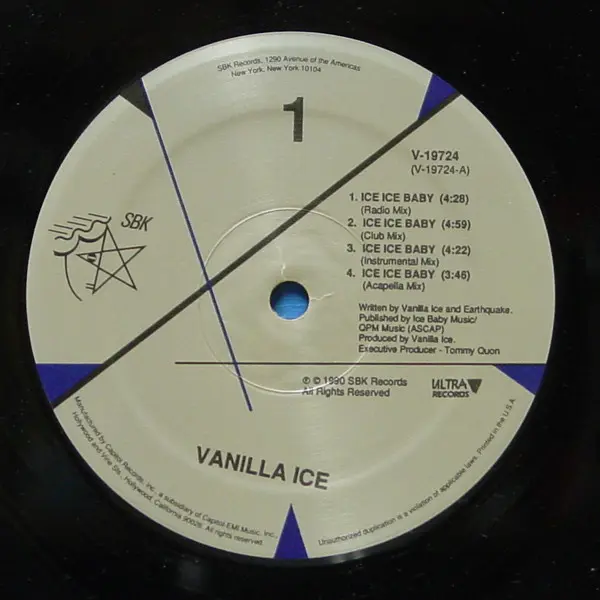 SBK Records, 1290 Avenue of the Americas
New York, New York 10104
1
V-19724
(V-19724-A)
SBK
1. ICE ICE BABY (4:28)
(Radio Mix)
2. ICE ICE BABY (4:59)
(Club Mix)
3. ICE ICE BABY (4:22)
(Instrumental Mix)
4. ICE ICE BABY (3:46)
(Acapella Mix)
Written by Vanilla Ice and Earthquake.
Published by Ice Baby Music/
QPM Music (ASCAP)
Produced by Vanilla Ice.
Executive Producer - Tommy Quon
℗ © 1990 SBK Records
All Rights Reserved
ULTRA
RECORDS
VANILLA ICE
Manufactured by Capitol Records, Inc., a subsidiary of Capitol-EMI Music, Inc.,
Hollywood and Vine Sts., Hollywood, California 90028. All rights reserved.
Unauthorized duplication is a violation of applicable laws. Printed in the U.S.A.